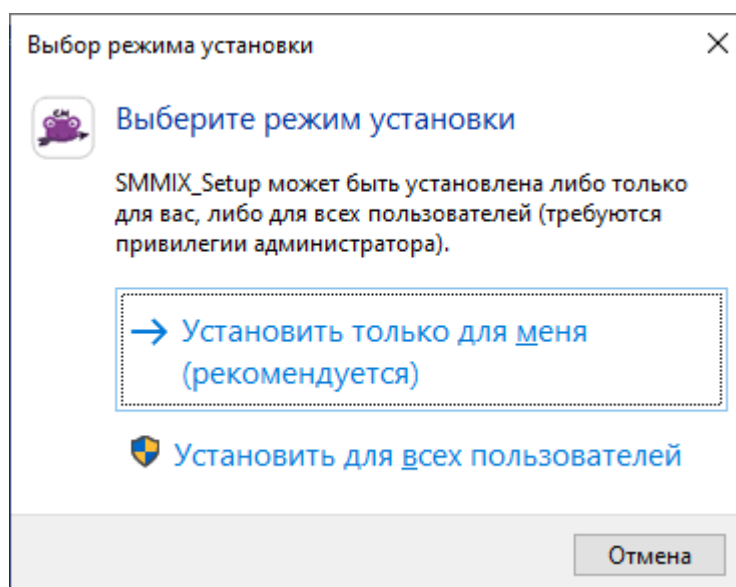 Выбор режима установки
Выберите режим установки
SMMIX_Setup может быть установлена либо только
для вас, либо для всех пользователей (требуются
привилегии администратора).
Установить только для меня
(рекомендуется)
Установить для всех пользователей
Отмена